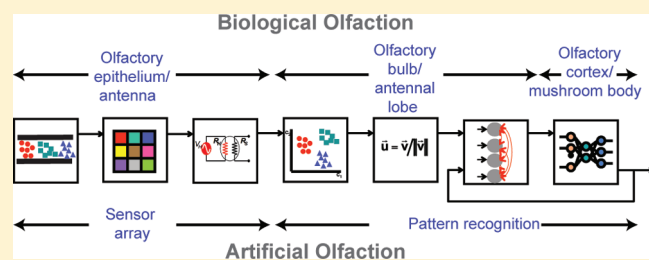 Biological Olfaction
Olfactory
epithelium/
antenna
Olfactory
bulb/
antennal
lobe
Olfactory
cortex/
mushroom body
u = v/||v||
Sensor
array
Pattern recognition
Artificial Olfaction